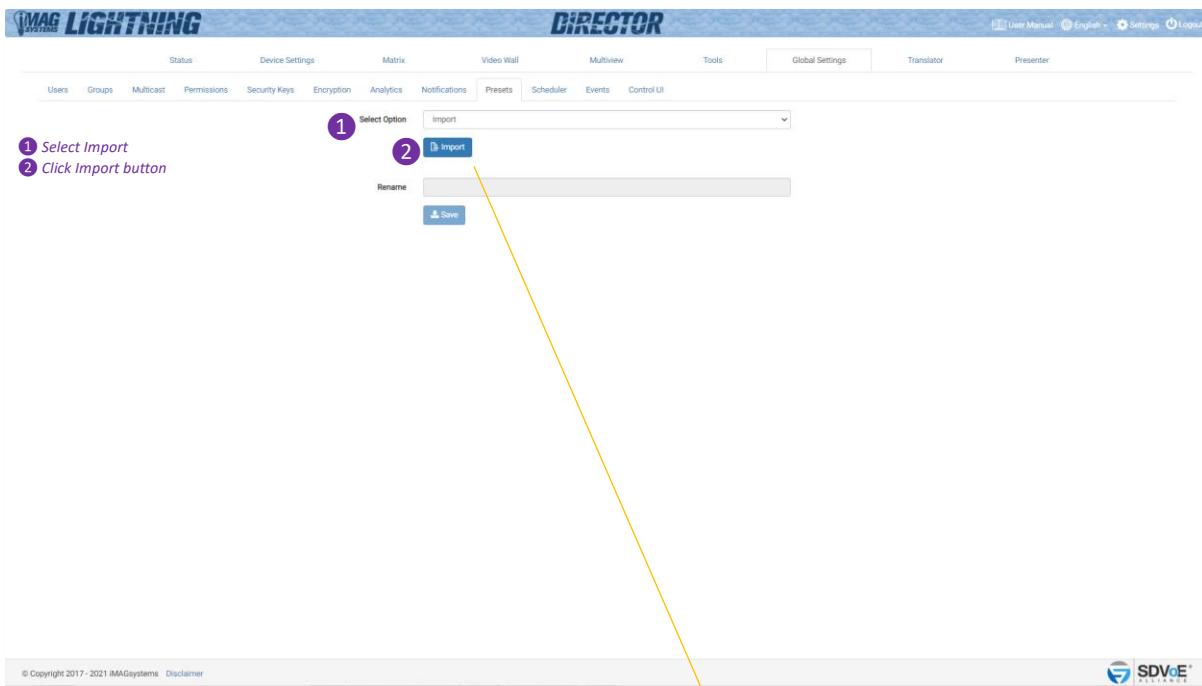 iMAG SYSTEMS LIGHTNING DiRECTOR User Manual English Settings Logout
Status Device Settings Matrix Video Wall Multiview Tools Global Settings Translator Presenter
Users Groups Multicast Permissions Security Keys Encryption Analytics Notifications Presets Scheduler Events Control UI
1 Select Option Import
1 Select Import
2 Import
2 Click Import button
Rename
Save
© Copyright 2017 - 2021 iMAGsystems Disclaimer SDVoE ALLIANCE